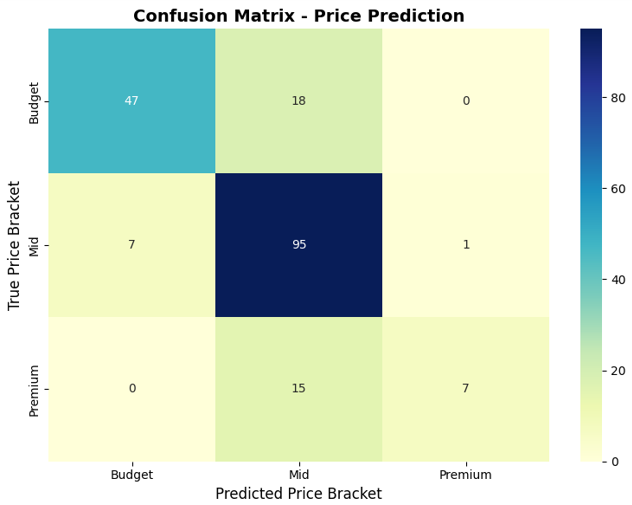 Confusion Matrix - Price Prediction
True Price Bracket
Budget
47
18
0
Mid
7
95
1
Premium
0
15
7
Budget
Mid
Premium
Predicted Price Bracket
80
60
40
20
0